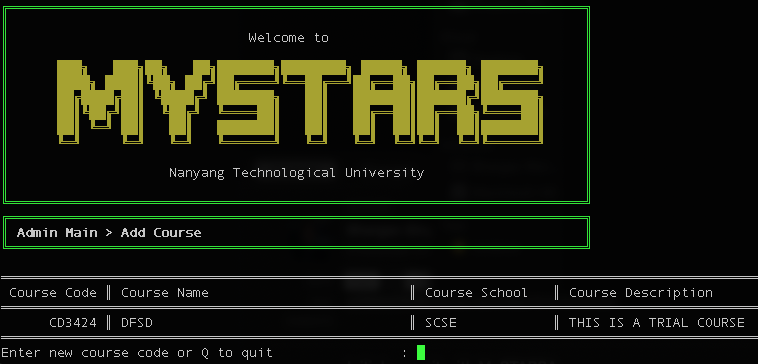 Welcome to
MYSTARS
Nanyang Technological University
Admin Main > Add Course
Course Code ║ Course Name ║ Course School ║ Course Description
CD3424 ║ DFSD ║ SCSE ║ THIS IS A TRIAL COURSE
Enter new course code or Q to quit :